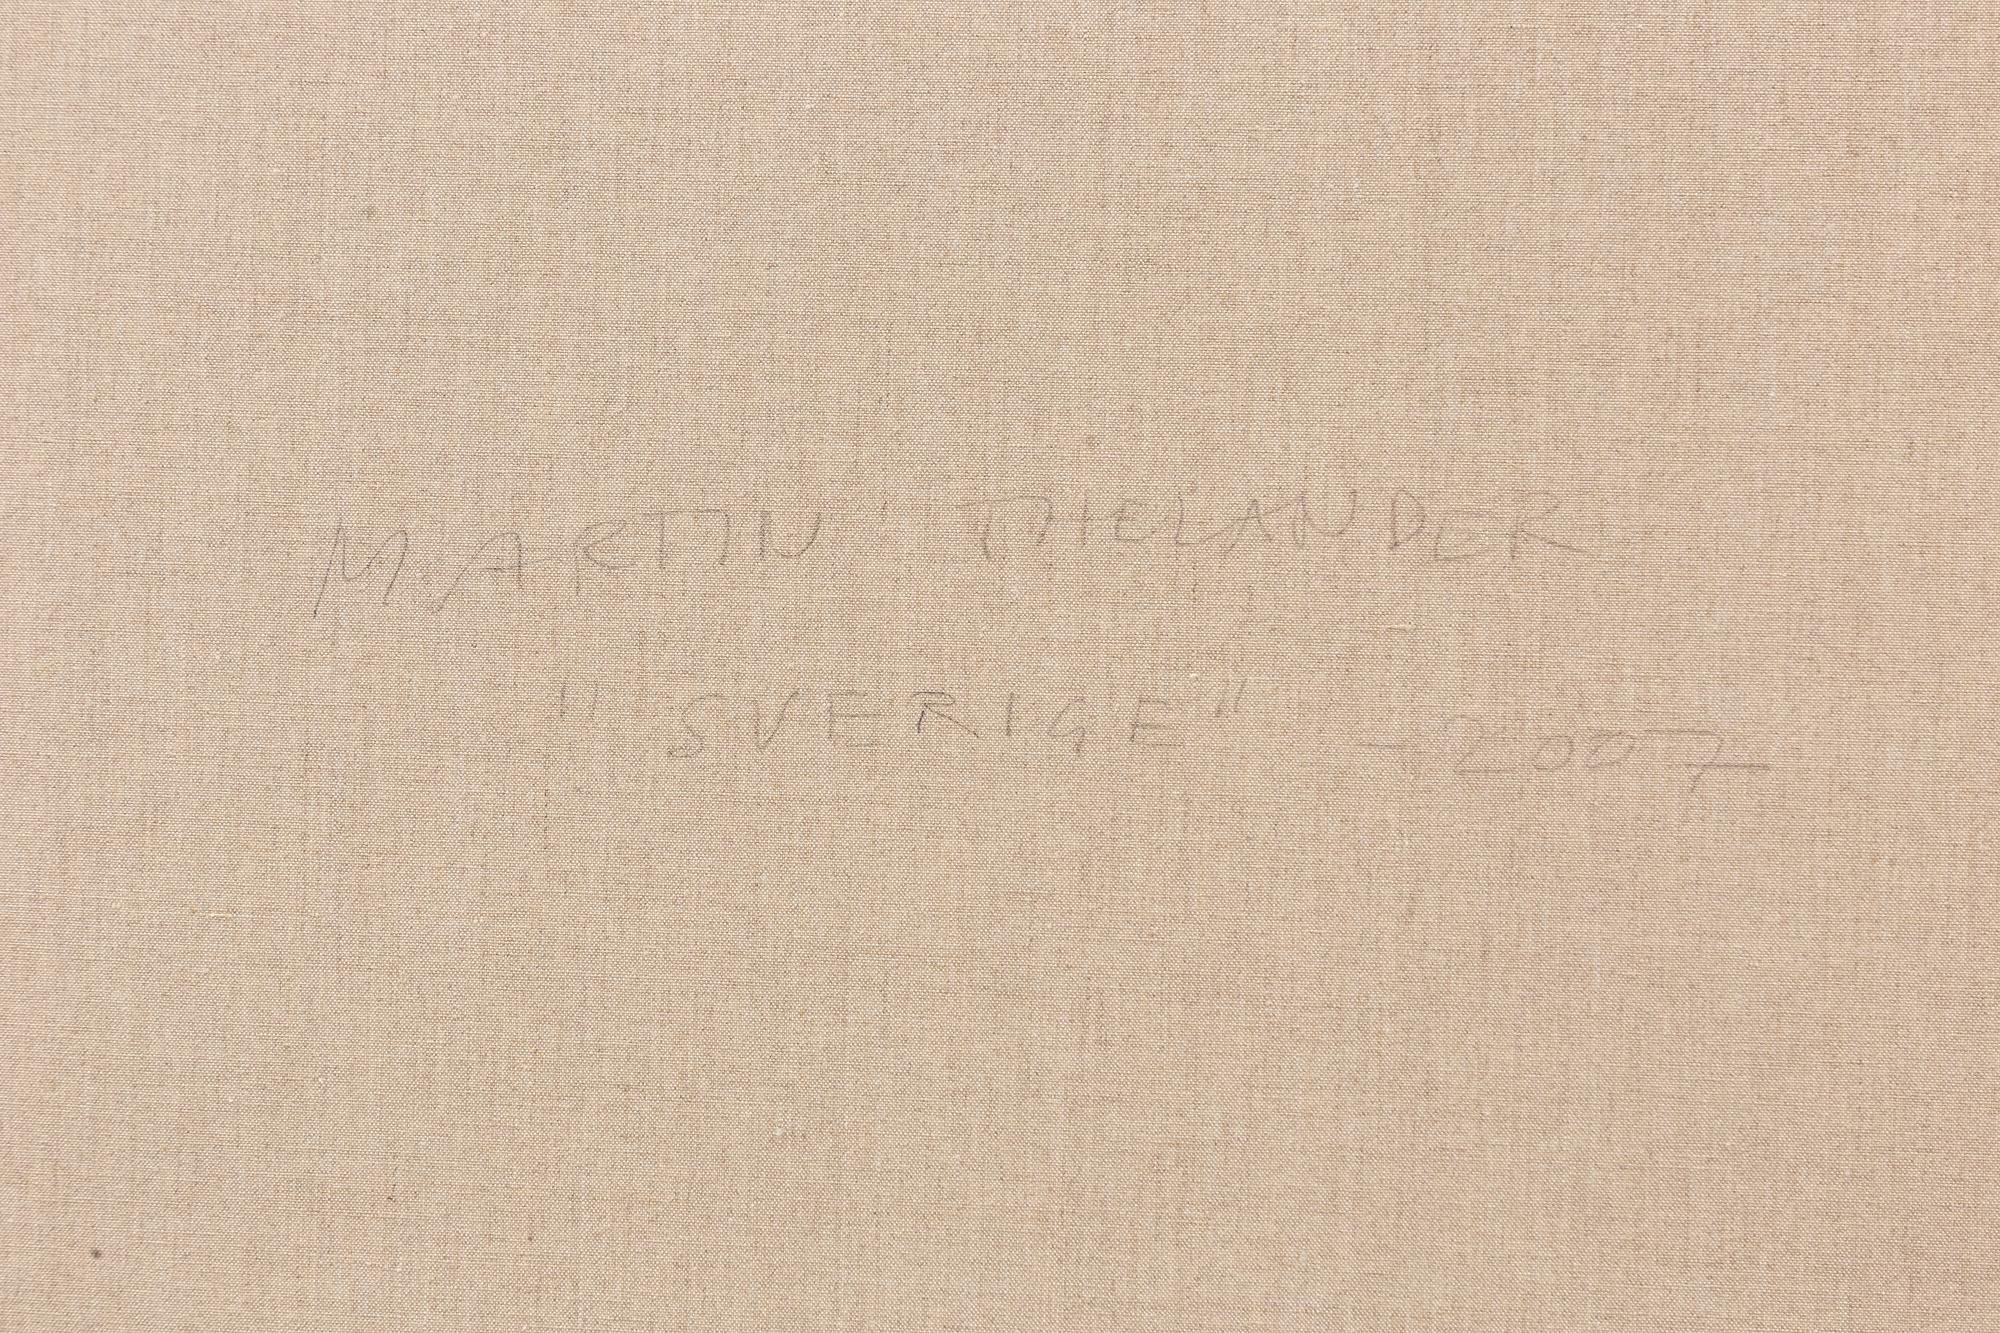 MARTIN THELANDER
"SVERIGE" - 2007